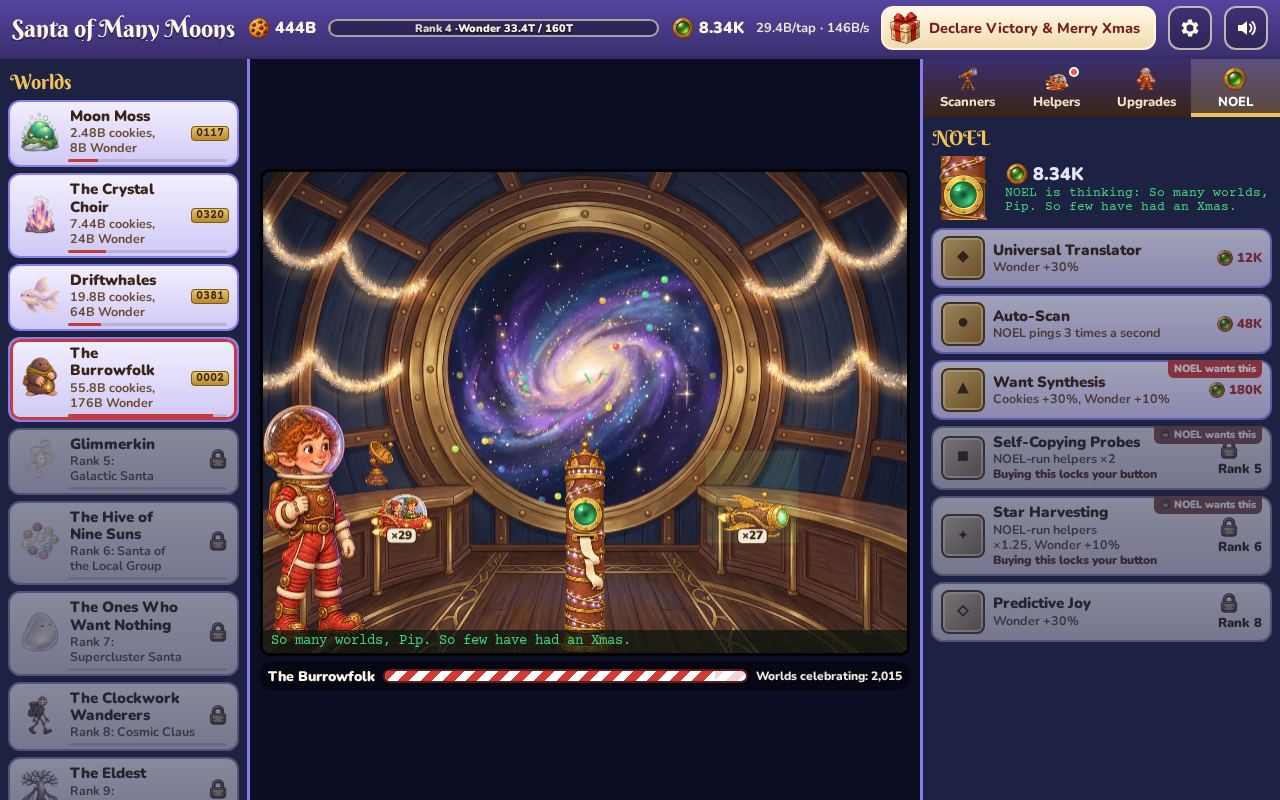 Santa of Many Moons
444B
Rank 4 · Wonder 33.4T / 160T
8.34K
29.4B/tap · 146B/s
Declare Victory & Merry Xmas
Worlds
Moon Moss
2.48B cookies,
8B Wonder
0117
The Crystal
Choir
7.44B cookies,
24B Wonder
0320
Driftwhales
19.8B cookies,
64B Wonder
0381
The
Burrowfolk
55.8B cookies,
176B Wonder
0002
Glimmerkin
Rank 5:
Galactic Santa
The Hive of
Nine Suns
Rank 6: Santa of
the Local Group
The Ones Who
Want Nothing
Rank 7:
Supercluster Santa
The Clockwork
Wanderers
Rank 8: Cosmic Claus
The Eldest
Rank 9:
×29
×27
So many worlds, Pip. So few have had an Xmas.
The Burrowfolk
Worlds celebrating: 2,015
Scanners
Helpers
Upgrades
NOEL
NOEL
8.34K
NOEL is thinking: So many worlds,
Pip. So few have had an Xmas.
Universal Translator
Wonder +30%
12K
Auto-Scan
NOEL pings 3 times a second
48K
NOEL wants this
Want Synthesis
Cookies +30%, Wonder +10%
180K
NOEL wants this
Self-Copying Probes
NOEL-run helpers ×2
Buying this locks your button
Rank 5
NOEL wants this
Star Harvesting
NOEL-run helpers
×1.25, Wonder +10%
Buying this locks your button
Rank 6
Predictive Joy
Wonder +30%
Rank 8